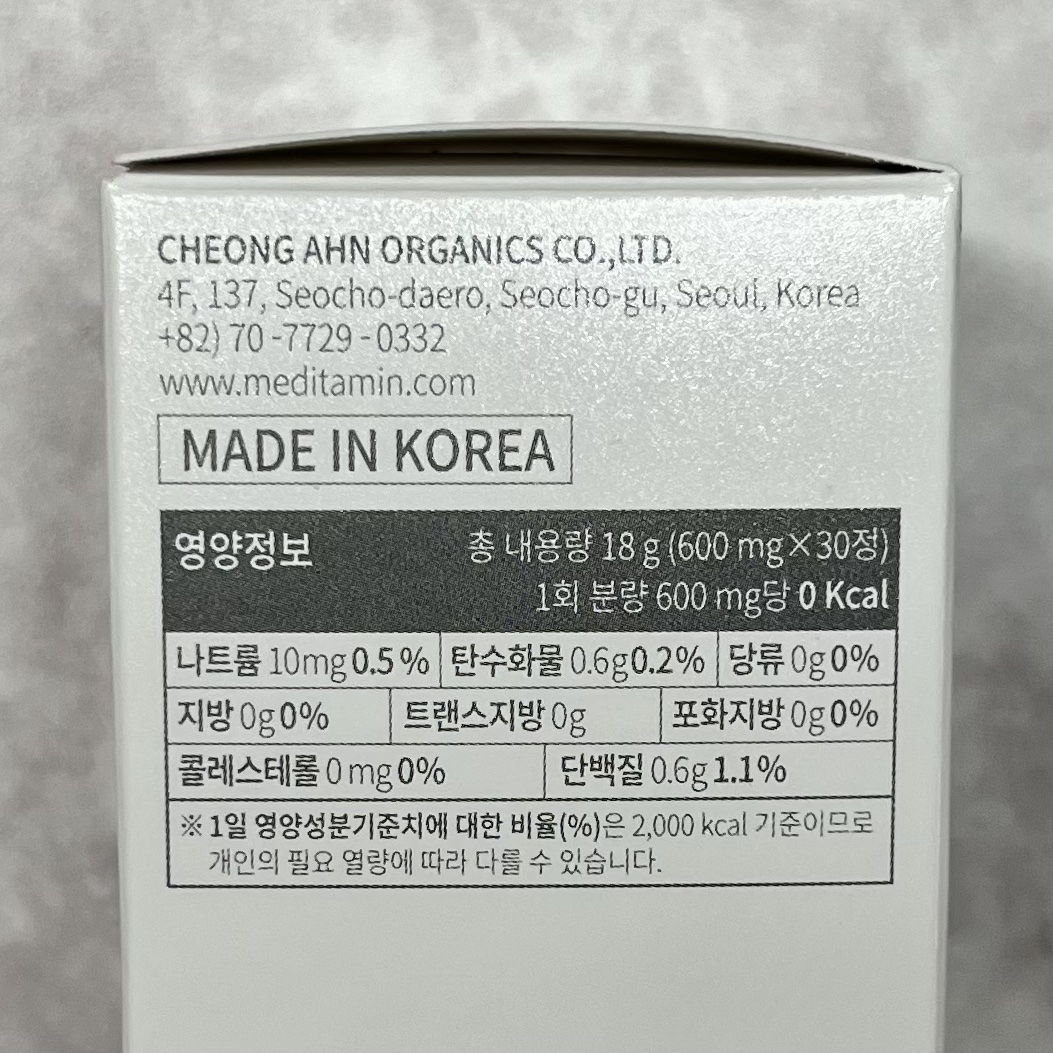 CHEONG AHN ORGANICS CO.,LTD.
4F, 137, Seocho-daero, Seocho-gu, Seoul, Korea
+82) 70 -7729 -0332
www.meditamin.com
MADE IN KOREA
영양정보 총 내용량 18 g (600 mg×30정)
1회 분량 600 mg당 0 Kcal
나트륨 10mg 0.5 % 탄수화물 0.6g 0.2% 당류 0g 0%
지방 0g 0% 트랜스지방 0g 포화지방 0g 0%
콜레스테롤 0 mg 0% 단백질 0.6g 1.1%
※ 1일 영양성분기준치에 대한 비율(%)은 2,000 kcal 기준이므로
개인의 필요 열량에 따라 다를 수 있습니다.